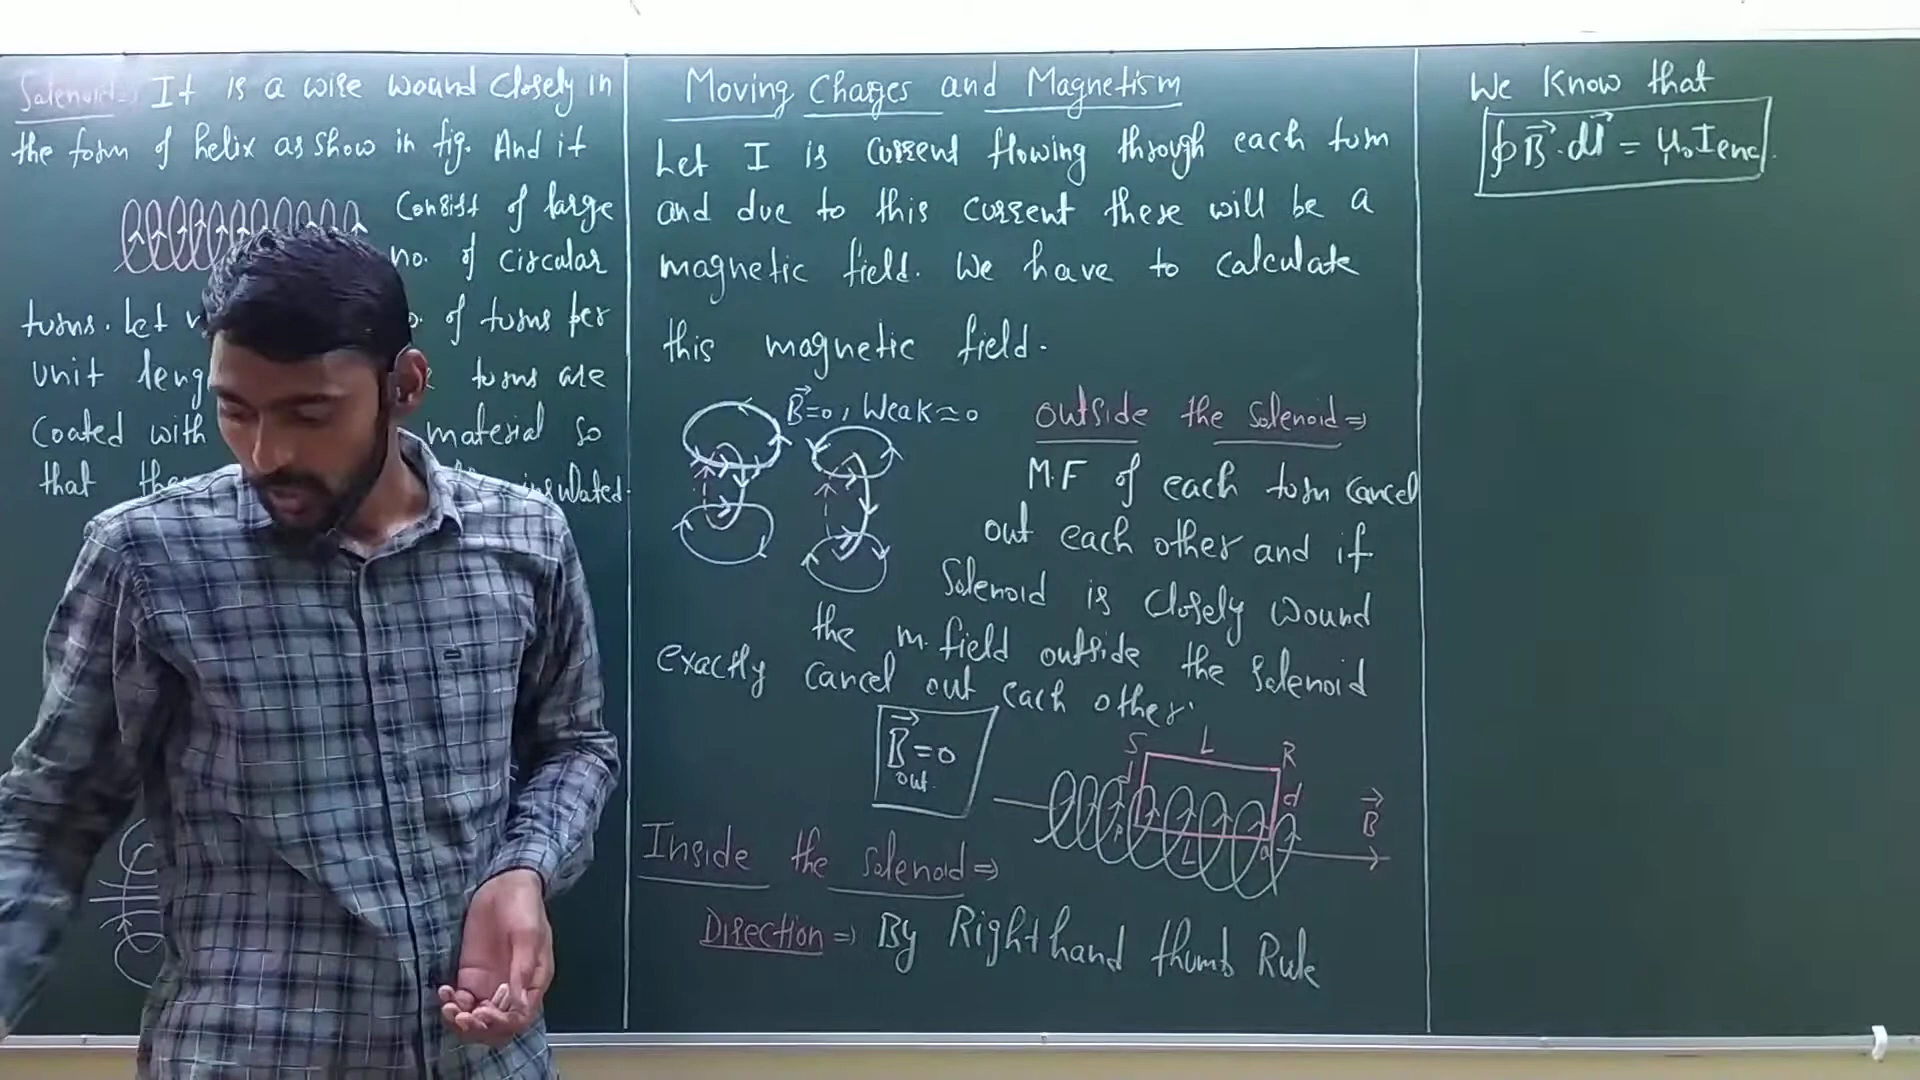 Solenoid⇒ It is a wire wound closely in
the form of helix as show in fig. And it
Consist of large
no. of circular
turns. Let of turns per
unit turns are
Coated with material so
that insulated.
Moving Charges and Magnetism
Let I is current flowing through each turn
and due to this current there will be a
magnetic field. We have to calculate
this magnetic field.
B⃗=0, Weak≈0
outside the Solenoid⇒
M.F of each turn cancel
out each other and if
Solenoid is closely wound
the m.field outside the Solenoid
exactly cancel out each other.
B⃗=0
out.
S L R
d d
B⃗
P L Q
Inside the solenoid⇒
Direction⇒ By Right hand thumb Rule
We Know that
∮B⃗.dl⃗ = μ₀Ienc.